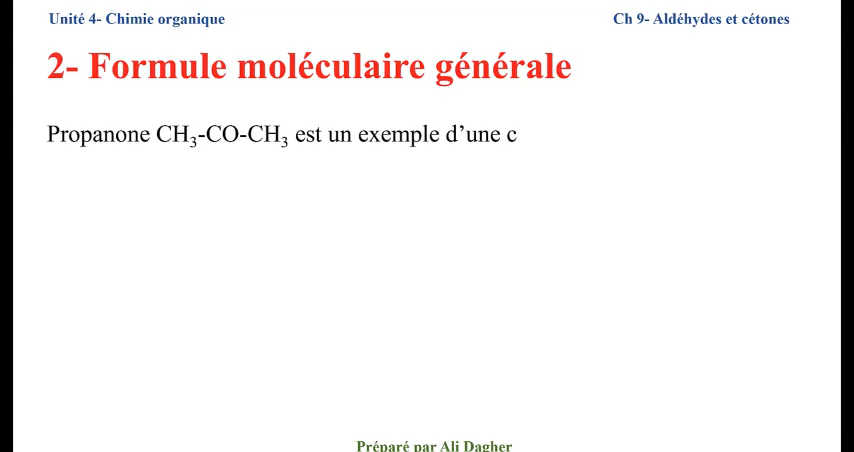 Unité 4- Chimie organique
Ch 9- Aldéhydes et cétones
2- Formule moléculaire générale
Propanone CH₃-CO-CH₃ est un exemple d’une c
Préparé par Ali Dagher